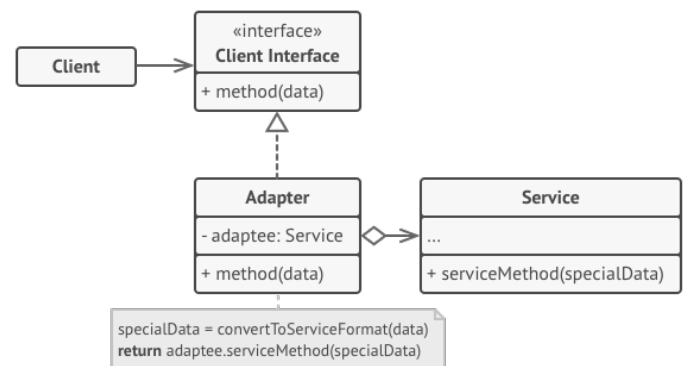 «interface»
Client Interface
Client
+ method(data)
Adapter
- adaptee: Service
+ method(data)
Service
...
+ serviceMethod(specialData)
specialData = convertToServiceFormat(data)
return adaptee.serviceMethod(specialData)